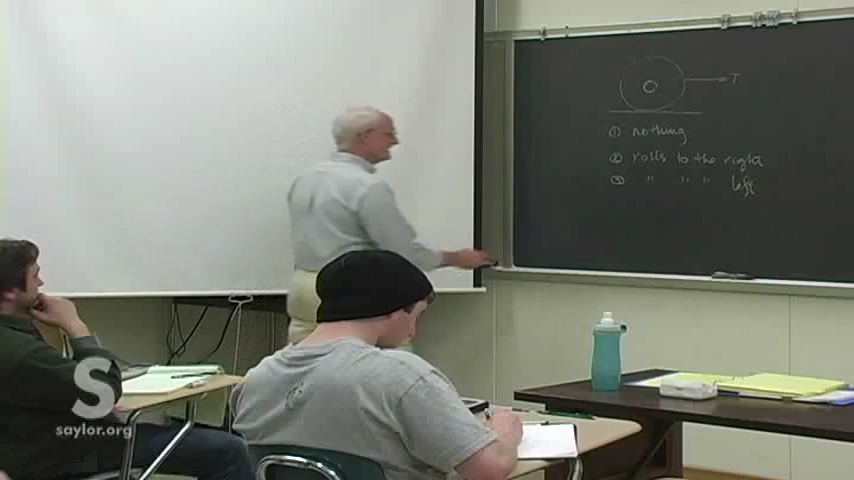 T
① nothing
② rolls to the right
③ " " " left
S
saylor.org